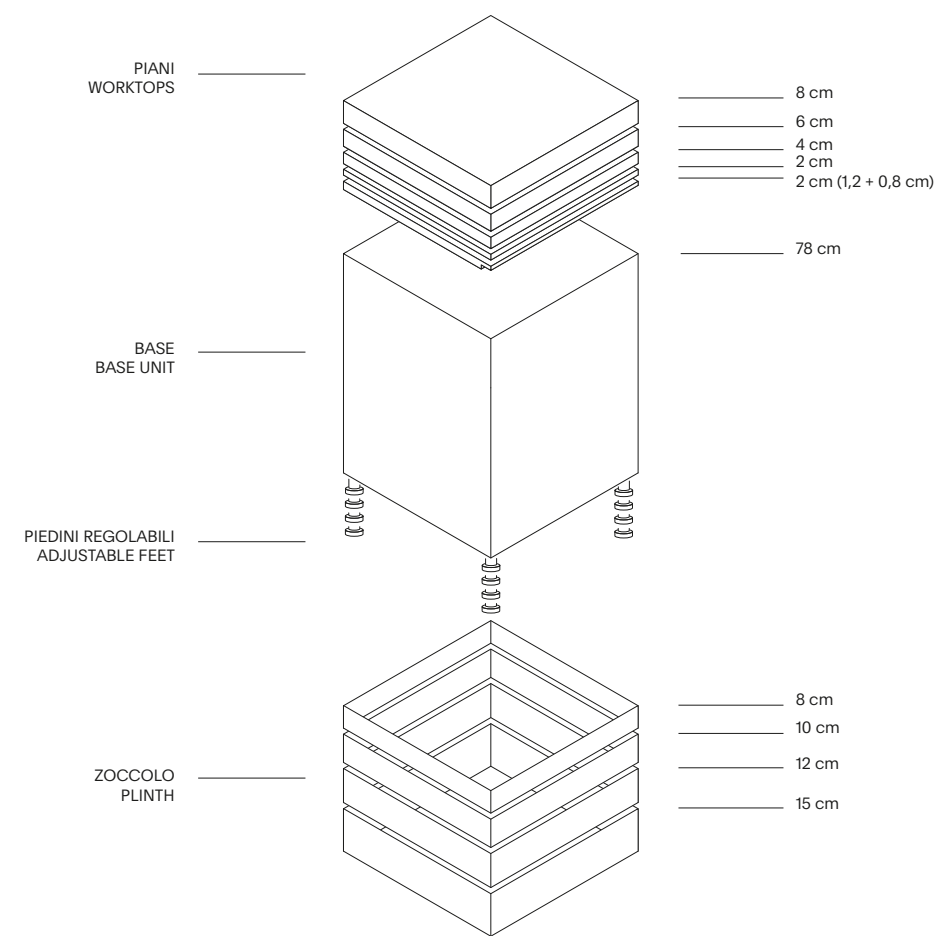 PIANI
WORKTOPS
8 cm
6 cm
4 cm
2 cm
2 cm (1,2 + 0,8 cm)
78 cm
BASE
BASE UNIT
PIEDINI REGOLABILI
ADJUSTABLE FEET
8 cm
10 cm
12 cm
15 cm
ZOCCOLO
PLINTH